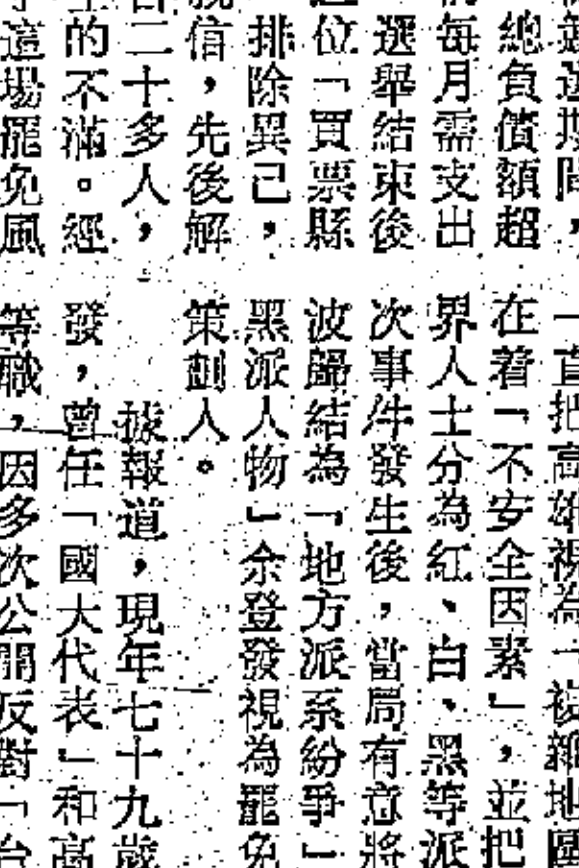 選期間，
總負債額超
每月需支出
選舉結束後
位「買票縣
排除異己，
信，先後解
二十多人，
的不滿。經
這場罷免風
一直把高雄視為「複雜地區
在着「不安全因素」，並把
界人士分為紅、白、黑等派
次事件發生後，當局有意將
波歸結為「地方派系紛爭」
黑派人物」余登發視為罷免
策劃人。
據報道，現年七十九歲
發，曾任「國大代表」和高
等職，因多次公開反對「台